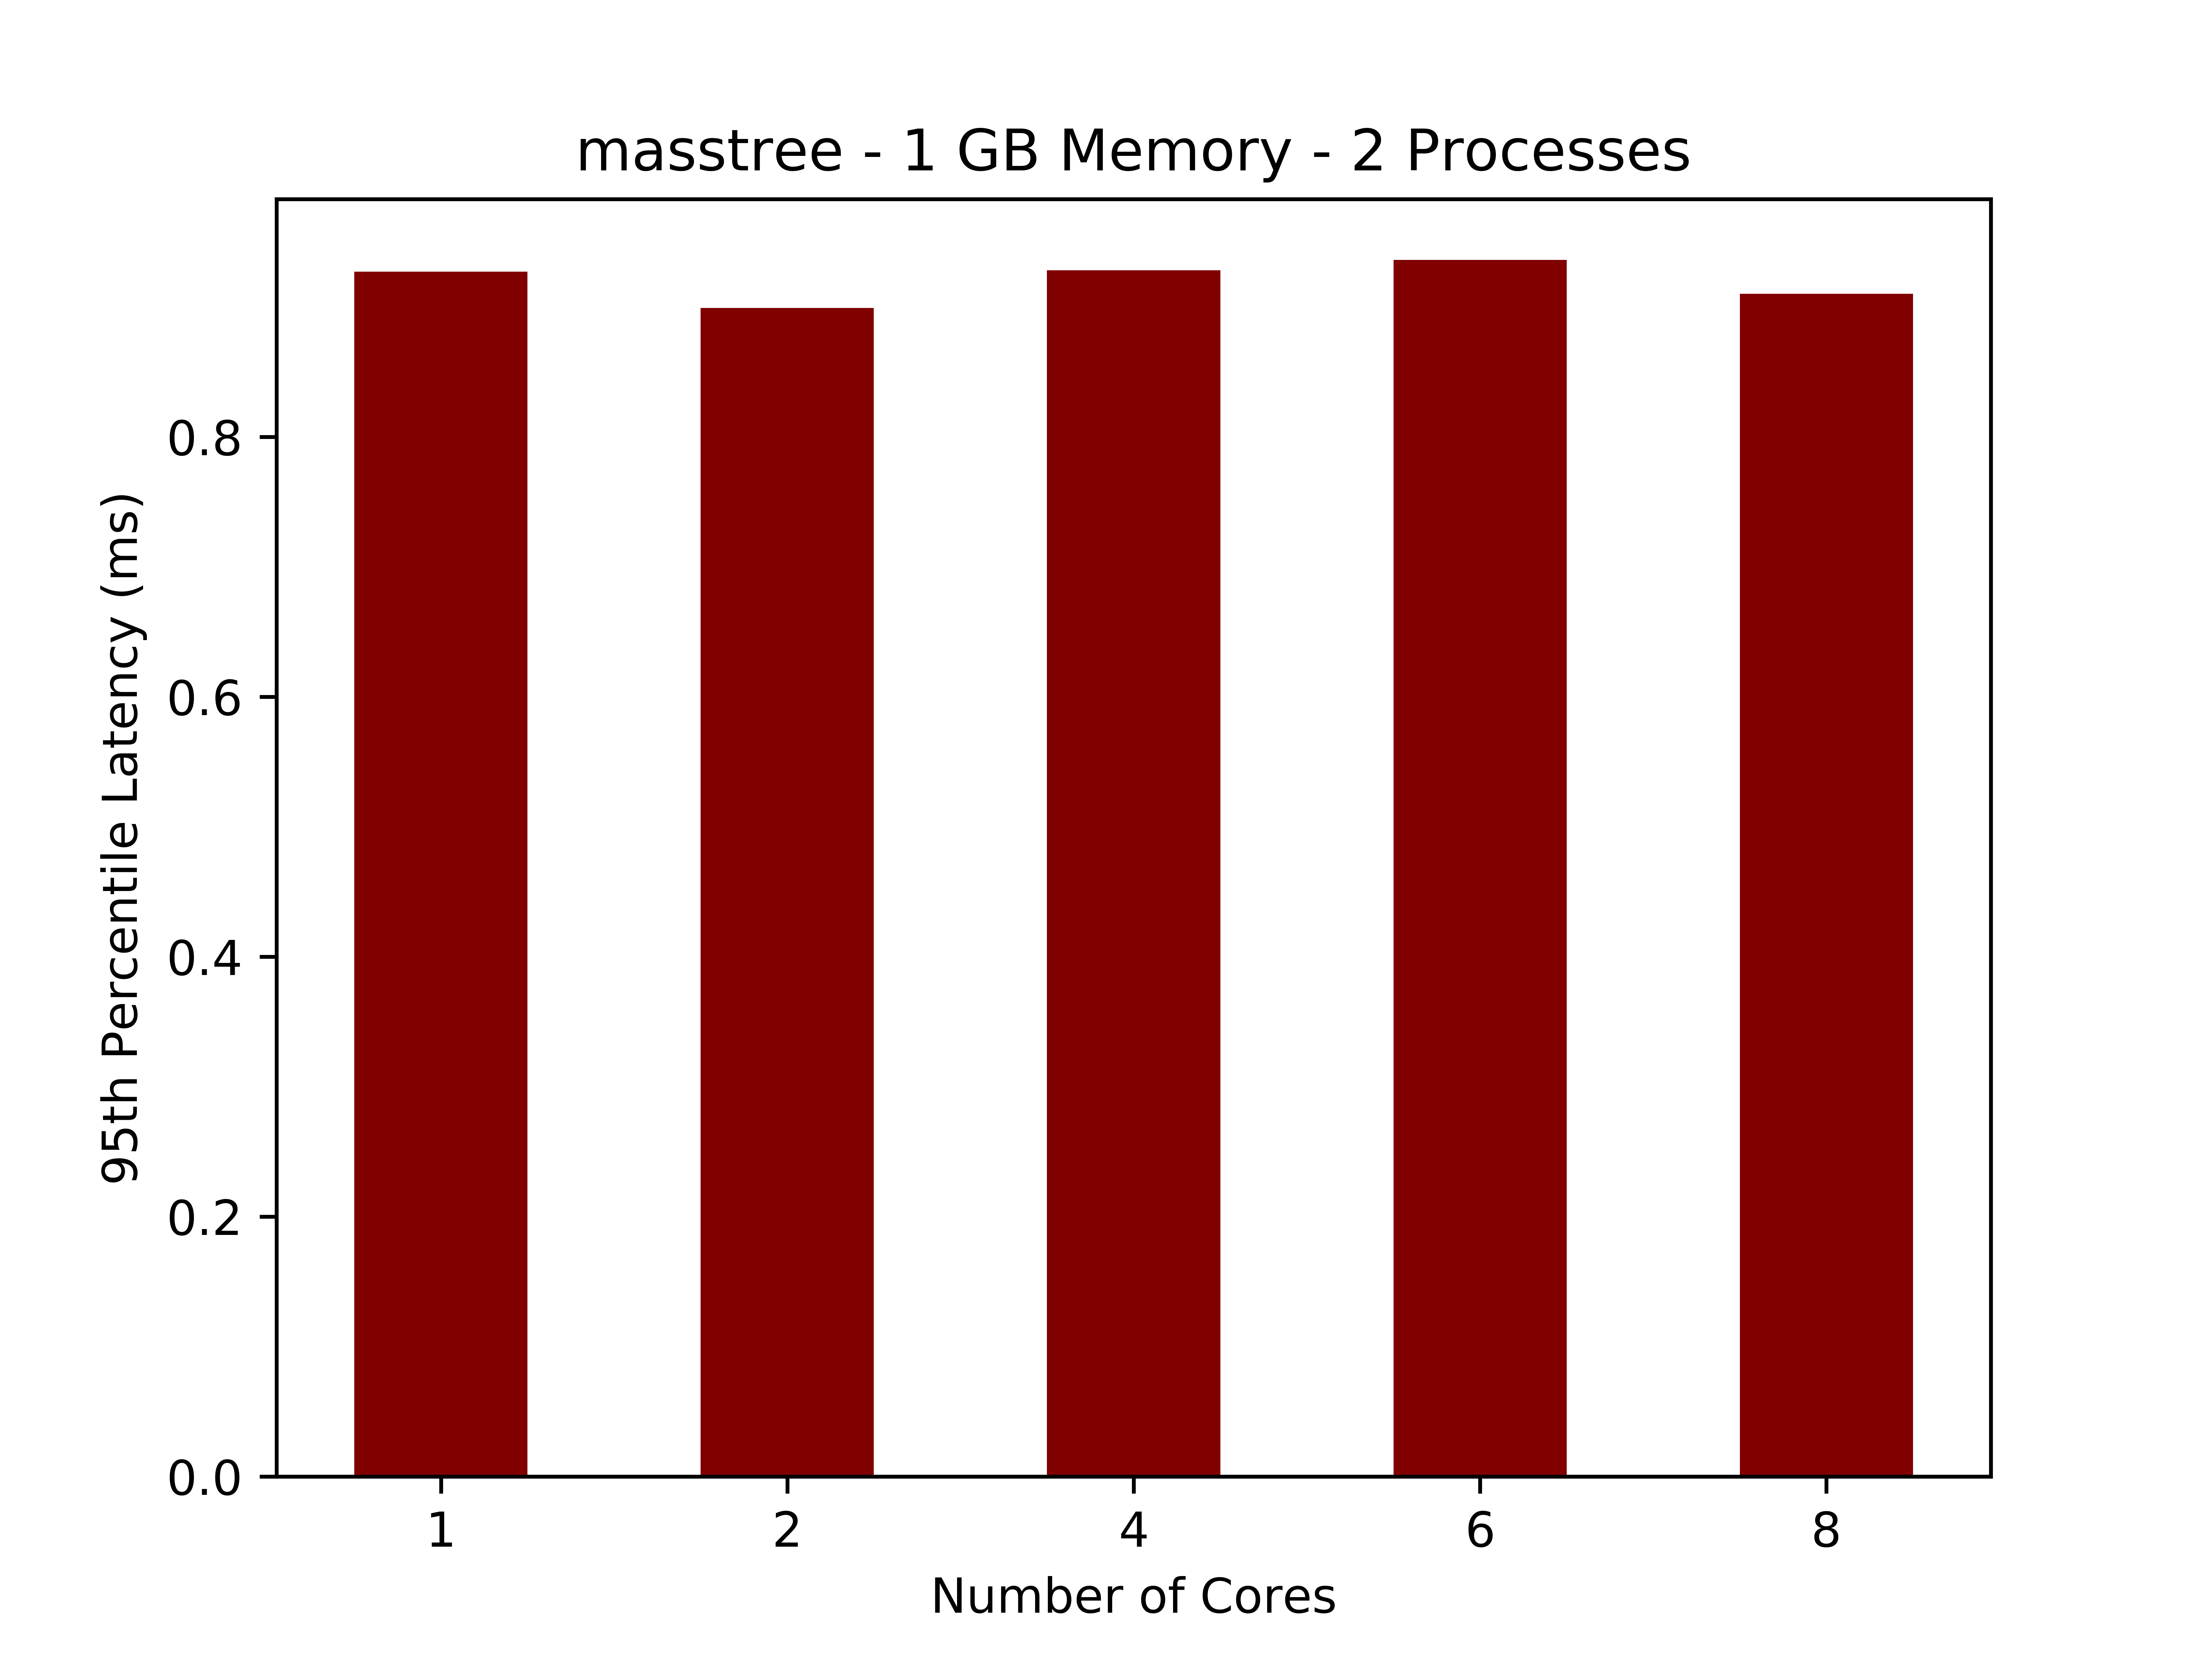 masstree - 1 GB Memory - 2 Processes
95th Percentile Latency (ms)
0.8
0.6
0.4
0.2
0.0
1 2 4 6 8
Number of Cores